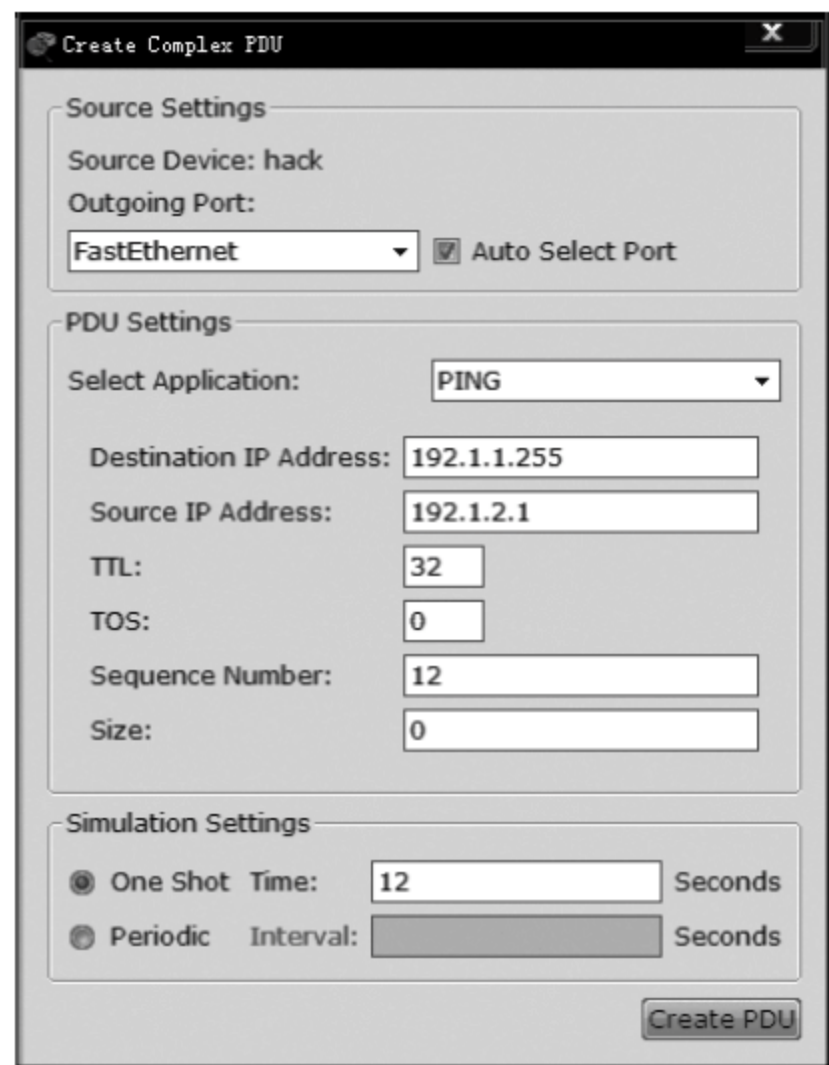 Create Complex PDU
X
Source Settings
Source Device: hack
Outgoing Port:
FastEthernet
Auto Select Port
PDU Settings
Select Application:
PING
Destination IP Address:
192.1.1.255
Source IP Address:
192.1.2.1
TTL:
32
TOS:
0
Sequence Number:
12
Size:
0
Simulation Settings
One Shot Time:
12
Seconds
Periodic Interval:
Seconds
Create PDU